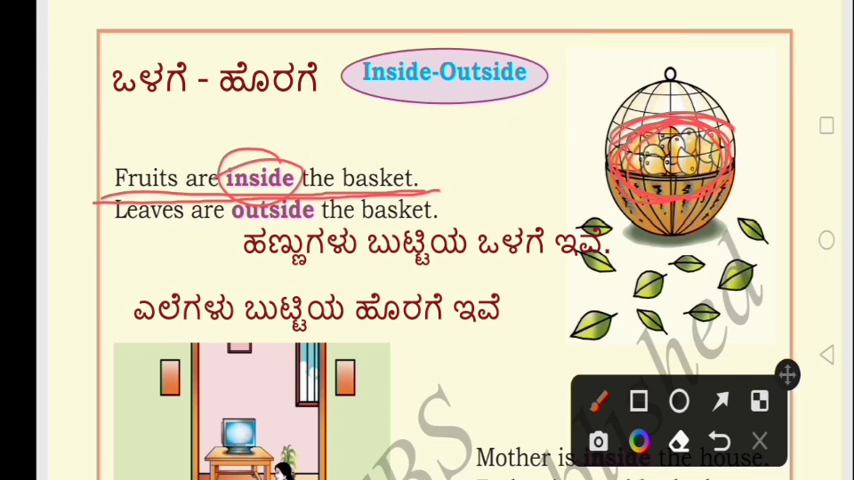 ಒಳಗೆ - ಹೊರಗೆ
Inside-Outside
Fruits are inside the basket.
Leaves are outside the basket.
ಹಣ್ಣುಗಳು ಬುಟ್ಟಿಯ ಒಳಗೆ ಇವೆ.
ಎಲೆಗಳು ಬುಟ್ಟಿಯ ಹೊರಗೆ ಇವೆ
Mother is inside the house.